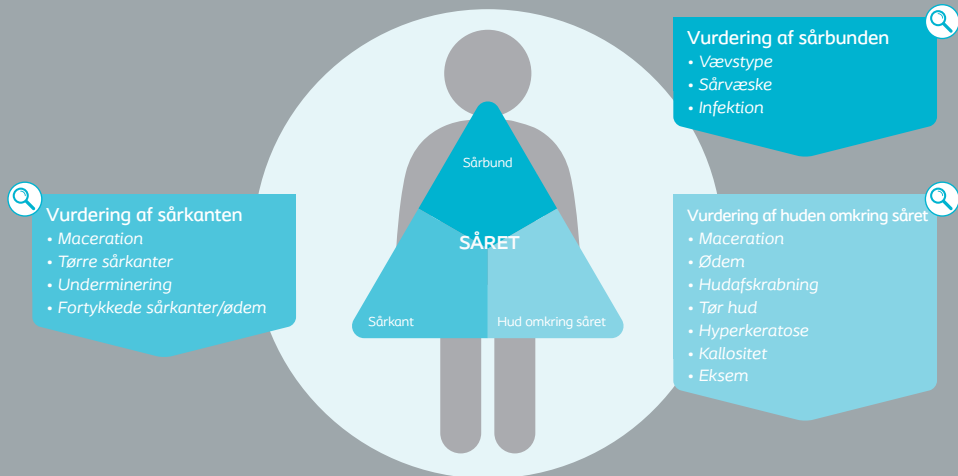 Vurdering af sårbunden
• Vævstype
• Sårvæske
• Infektion
Sårbund
SÅRET
Sårkant
Hud omkring såret
Vurdering af sårkanten
• Maceration
• Tørre sårkanter
• Underminering
• Fortykkede sårkanter/ødem
Vurdering af huden omkring såret
• Maceration
• Ødem
• Hudafskrabning
• Tør hud
• Hyperkeratose
• Kallositet
• Eksem